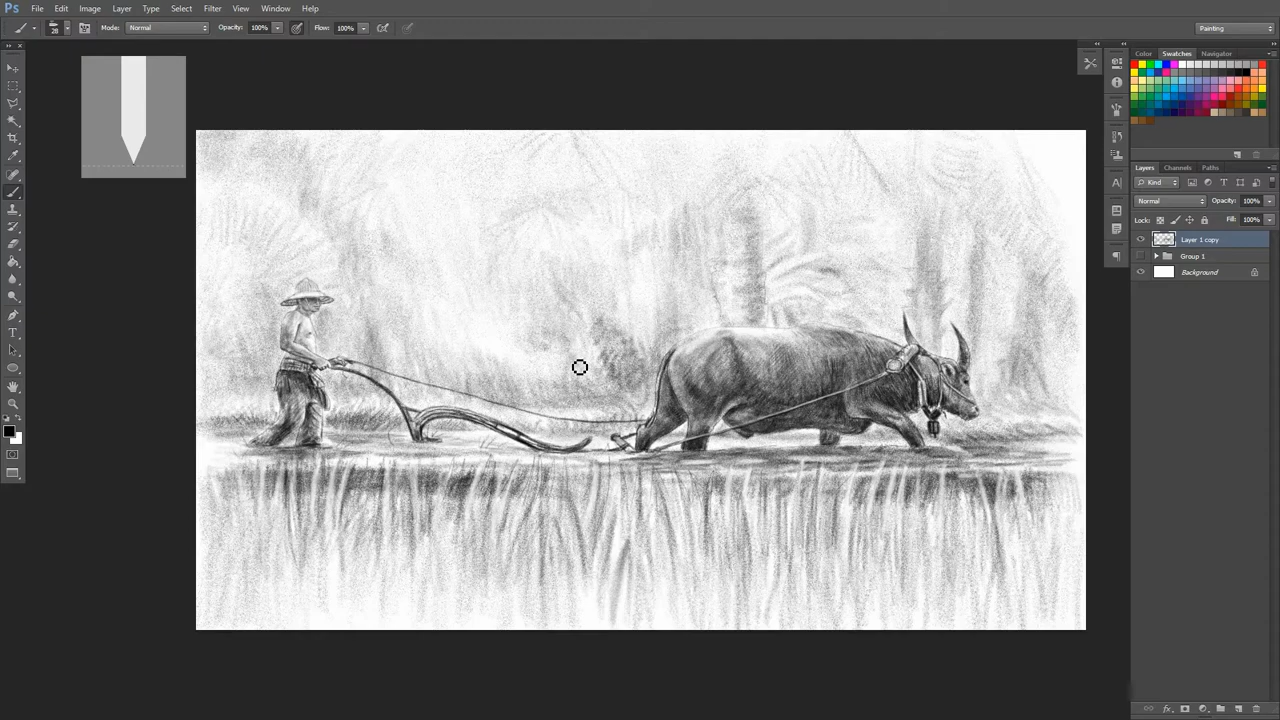 Ps File Edit Image Layer Type Select Filter View Window Help
28 Mode: Normal Opacity: 100% Flow: 100% Painting
Color Swatches Navigator
Layers Channels Paths
Kind
Normal Opacity: 100%
Lock: Fill: 100%
Layer 1 copy
Group 1
Background